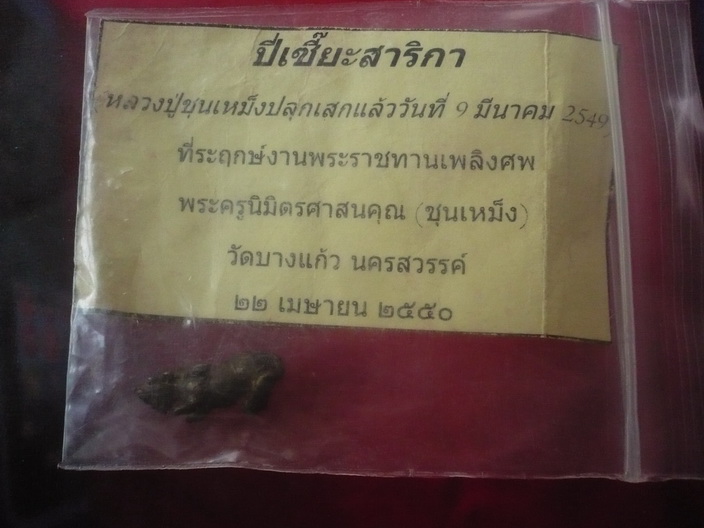 ปี่เซี๊ยะสาริกา
หลวงปู่ชุนเหม็งปลุกเสกแล้ววันที่ 9 มีนาคม 2549
ที่ระฤกษ์งานพระราชทานเพลิงศพ
พระครูนิมิตรศาสนคุณ (ชุนเหม็ง)
วัดบางแก้ว นครสวรรค์
๒๒ เมษายน ๒๕๕๐